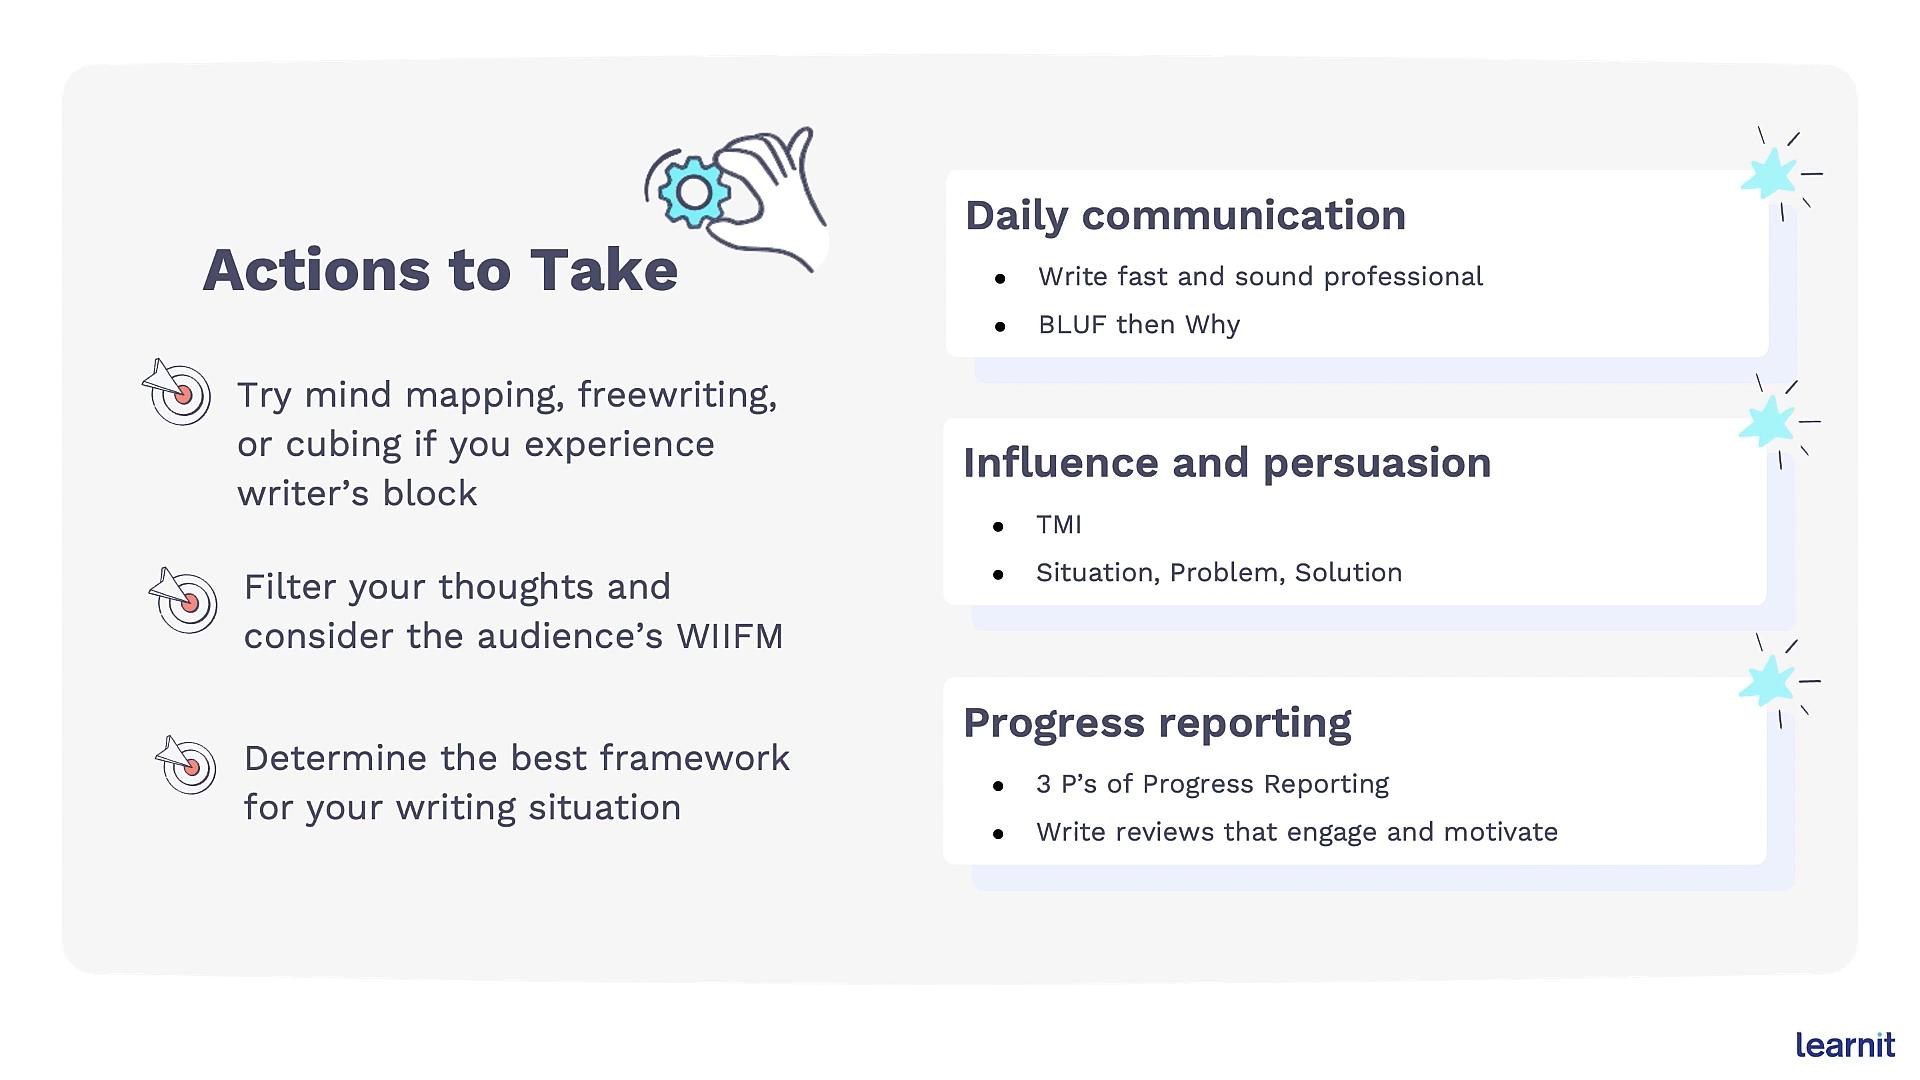 Actions to Take
Try mind mapping, freewriting,
or cubing if you experience
writer’s block
Filter your thoughts and
consider the audience’s WIIFM
Determine the best framework
for your writing situation
Daily communication
● Write fast and sound professional
● BLUF then Why
Influence and persuasion
● TMI
● Situation, Problem, Solution
Progress reporting
● 3 P’s of Progress Reporting
● Write reviews that engage and motivate
learnit